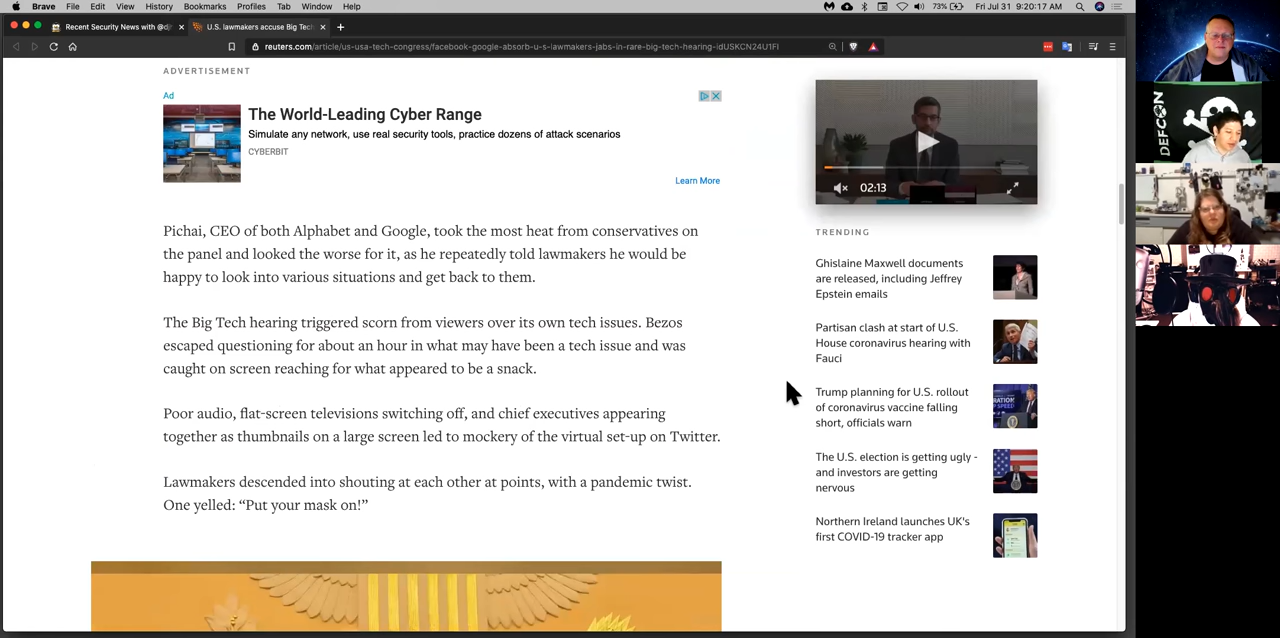 Brave File Edit View History Bookmarks Profiles Tab Window Help
73% Fri Jul 31 9:20:17 AM
Recent Security News with @dj
U.S. lawmakers accuse Big Tech
reuters.com/article/us-usa-tech-congress/facebook-google-absorb-u-s-lawmakers-jabs-in-rare-big-tech-hearing-idUSKCN24U1FI
ADVERTISEMENT
Ad
The World-Leading Cyber Range
Simulate any network, use real security tools, practice dozens of attack scenarios
CYBERBIT
Learn More
Pichai, CEO of both Alphabet and Google, took the most heat from conservatives on
the panel and looked the worse for it, as he repeatedly told lawmakers he would be
happy to look into various situations and get back to them.
The Big Tech hearing triggered scorn from viewers over its own tech issues. Bezos
escaped questioning for about an hour in what may have been a tech issue and was
caught on screen reaching for what appeared to be a snack.
Poor audio, flat-screen televisions switching off, and chief executives appearing
together as thumbnails on a large screen led to mockery of the virtual set-up on Twitter.
Lawmakers descended into shouting at each other at points, with a pandemic twist.
One yelled: “Put your mask on!”
02:13
TRENDING
Ghislaine Maxwell documents
are released, including Jeffrey
Epstein emails
Partisan clash at start of U.S.
House coronavirus hearing with
Fauci
Trump planning for U.S. rollout
of coronavirus vaccine falling
short, officials warn
The U.S. election is getting ugly -
and investors are getting
nervous
Northern Ireland launches UK's
first COVID-19 tracker app
DEFCON